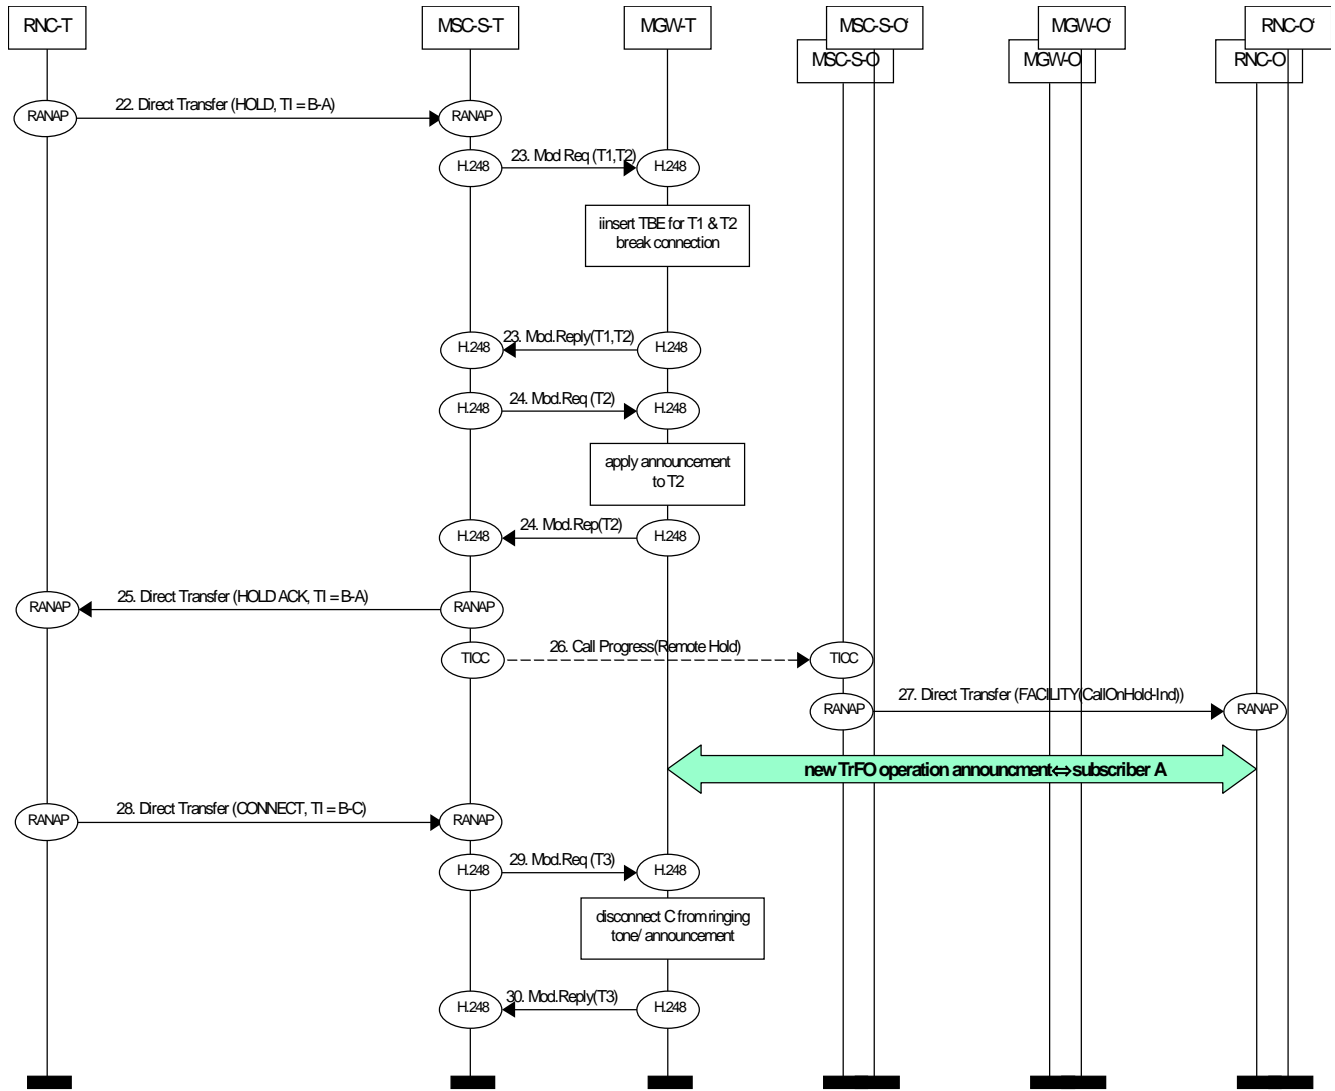 RNC-T
MSC-S-T
MGW-T
MSC-S-O'
MGW-O'
RNC-O'
MSC-S-O
MGW-O
RNC-O
22. Direct Transfer (HOLD, TI = B-A)
RANAP
RANAP
23. Mod Req (T1,T2)
H.248
H.248
iinsert TBE for T1 & T2
break connection
23. Mod.Reply(T1,T2)
H.248
H.248
24. Mod.Req (T2)
H.248
H.248
apply announcement
to T2
24. Mod.Rep(T2)
H.248
H.248
25. Direct Transfer (HOLD ACK, TI = B-A)
RANAP
RANAP
26. Call Progress(Remote Hold)
TICC
TICC
27. Direct Transfer (FACILITY(CallOnHold-Ind))
RANAP
RANAP
new TrFO operation announcment⇔subscriber A
28. Direct Transfer (CONNECT, TI = B-C)
RANAP
RANAP
29. Mod.Req (T3)
H.248
H.248
disconnect C from ringing
tone/ announcement
30. Mod.Reply(T3)
H.248
H.248